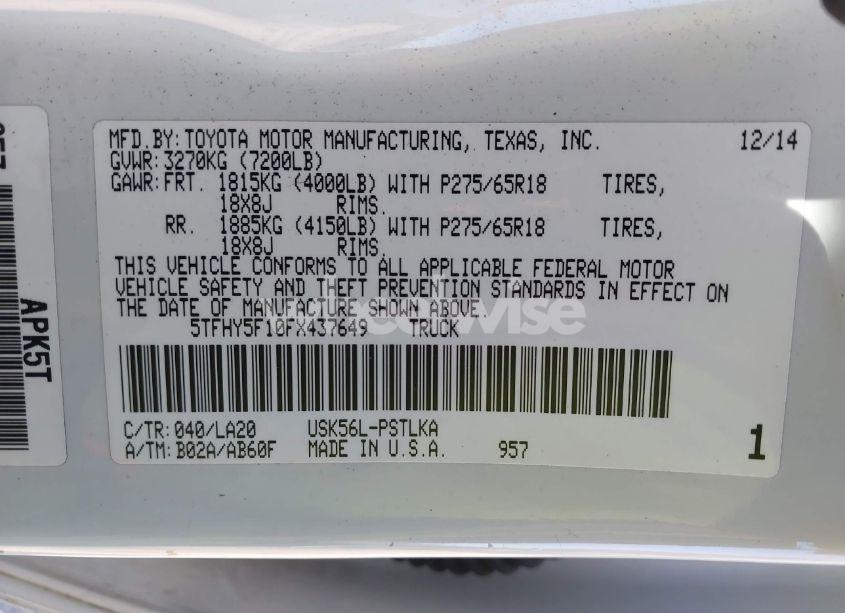 MFD.BY: TOYOTA MOTOR MANUFACTURING, TEXAS, INC. 12/14
GVWR: 3270KG (7200LB)
GAWR: FRT. 1815KG (4000LB) WITH P275/65R18 TIRES,
18X8J RIMS.
RR. 1885KG (4150LB) WITH P275/65R18 TIRES,
18X8J RIMS.
THIS VEHICLE CONFORMS TO ALL APPLICABLE FEDERAL MOTOR
VEHICLE SAFETY AND THEFT PREVENTION STANDARDS IN EFFECT ON
THE DATE OF MANUFACTURE SHOWN ABOVE.
5TFHY5F10FX437649 TRUCK
C/TR: 040/LA20 USK56L-PSTLKA
A/TM: B02A/AB60F MADE IN U.S.A. 957 1
APK5T